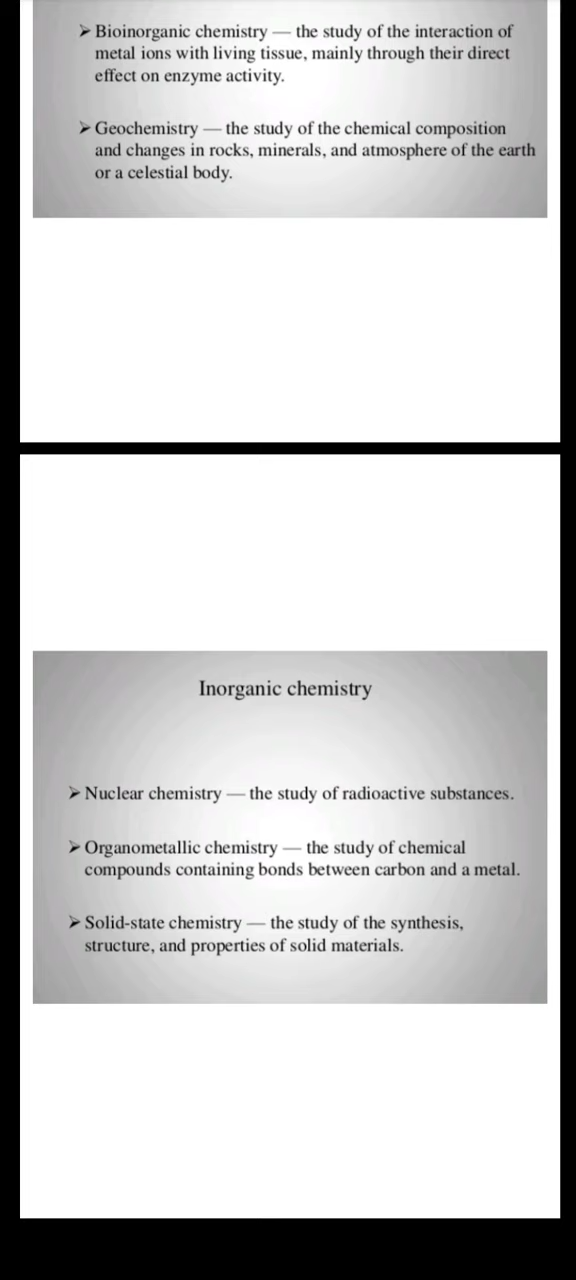 ➢ Bioinorganic chemistry — the study of the interaction of
metal ions with living tissue, mainly through their direct
effect on enzyme activity.
➢ Geochemistry — the study of the chemical composition
and changes in rocks, minerals, and atmosphere of the earth
or a celestial body.
Inorganic chemistry
➢ Nuclear chemistry — the study of radioactive substances.
➢ Organometallic chemistry — the study of chemical
compounds containing bonds between carbon and a metal.
➢ Solid-state chemistry — the study of the synthesis,
structure, and properties of solid materials.